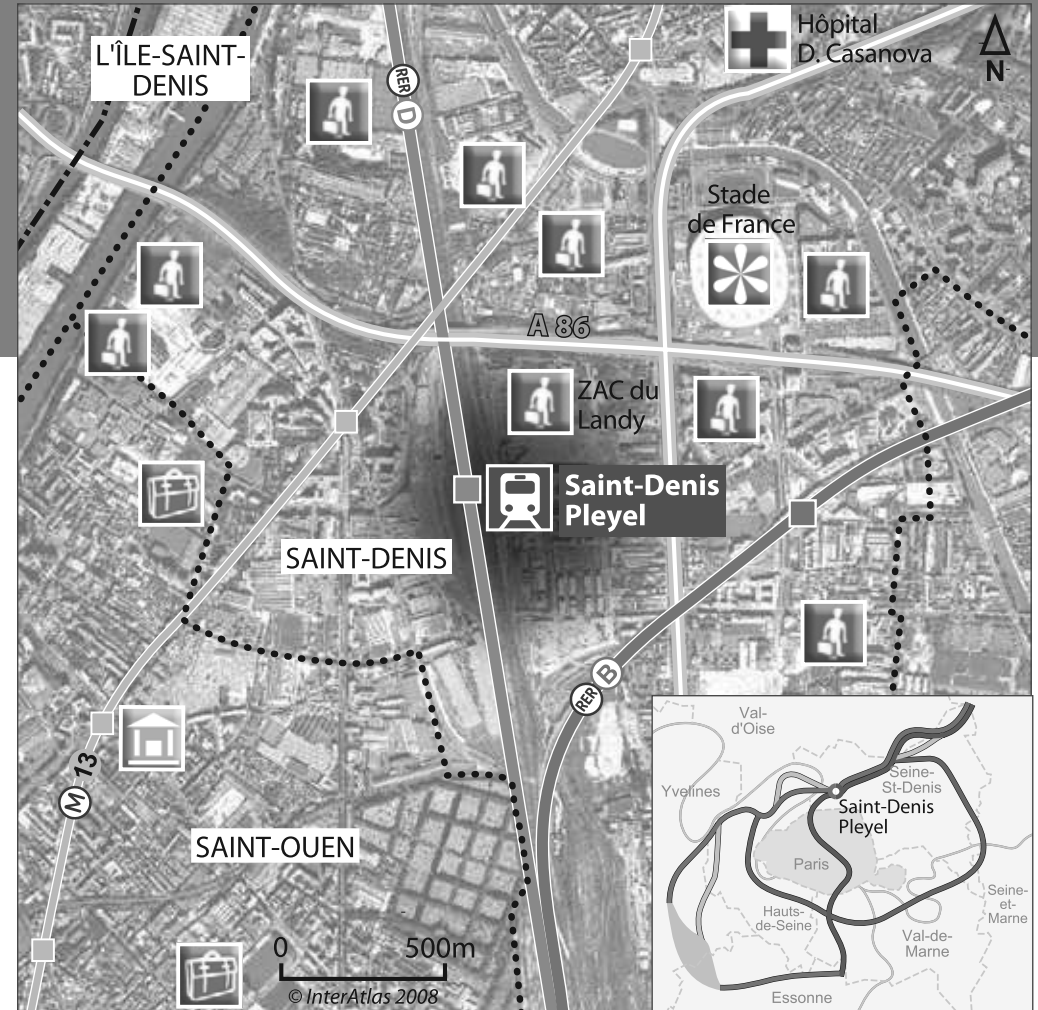 L'ÎLE-SAINT-
DENIS
Hôpital
D. Casanova
N
RER
D
Stade
de France
A 86
ZAC du
Landy
Saint-Denis
Pleyel
SAINT-DENIS
RER
B
M 13
SAINT-OUEN
0 500m
© InterAtlas 2008
Val-
d'Oise
Yvelines
Seine-
St-Denis
Saint-Denis
Pleyel
Paris
Hauts-
de-Seine
Seine-
et-
Marne
Val-de-
Marne
Essonne